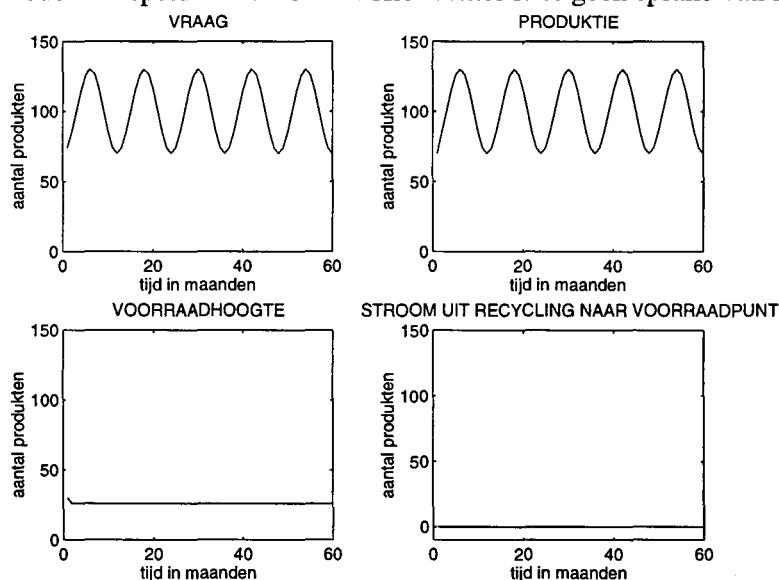 VRAAG
PRODUKTIE
150
100
50
0
aantal produkten
0 20 40 60
tijd in maanden
150
100
50
0
aantal produkten
0 20 40 60
tijd in maanden
VOORRAADHOOGTE
STROOM UIT RECYCLING NAAR VOORRAADPUNT
150
100
50
0
aantal produkten
0 20 40 60
tijd in maanden
150
100
50
0
aantal produkten
0 20 40 60
tijd in maanden